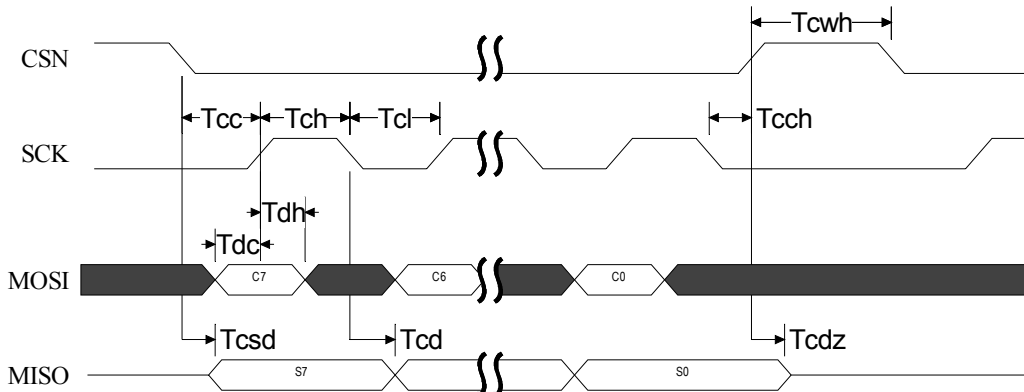 Tcwh
CSN
Tcc Tch Tcl Tcch
SCK
Tdh
Tdc
MOSI C7 C6 C0
Tcsd Tcd Tcdz
MISO S7 S0